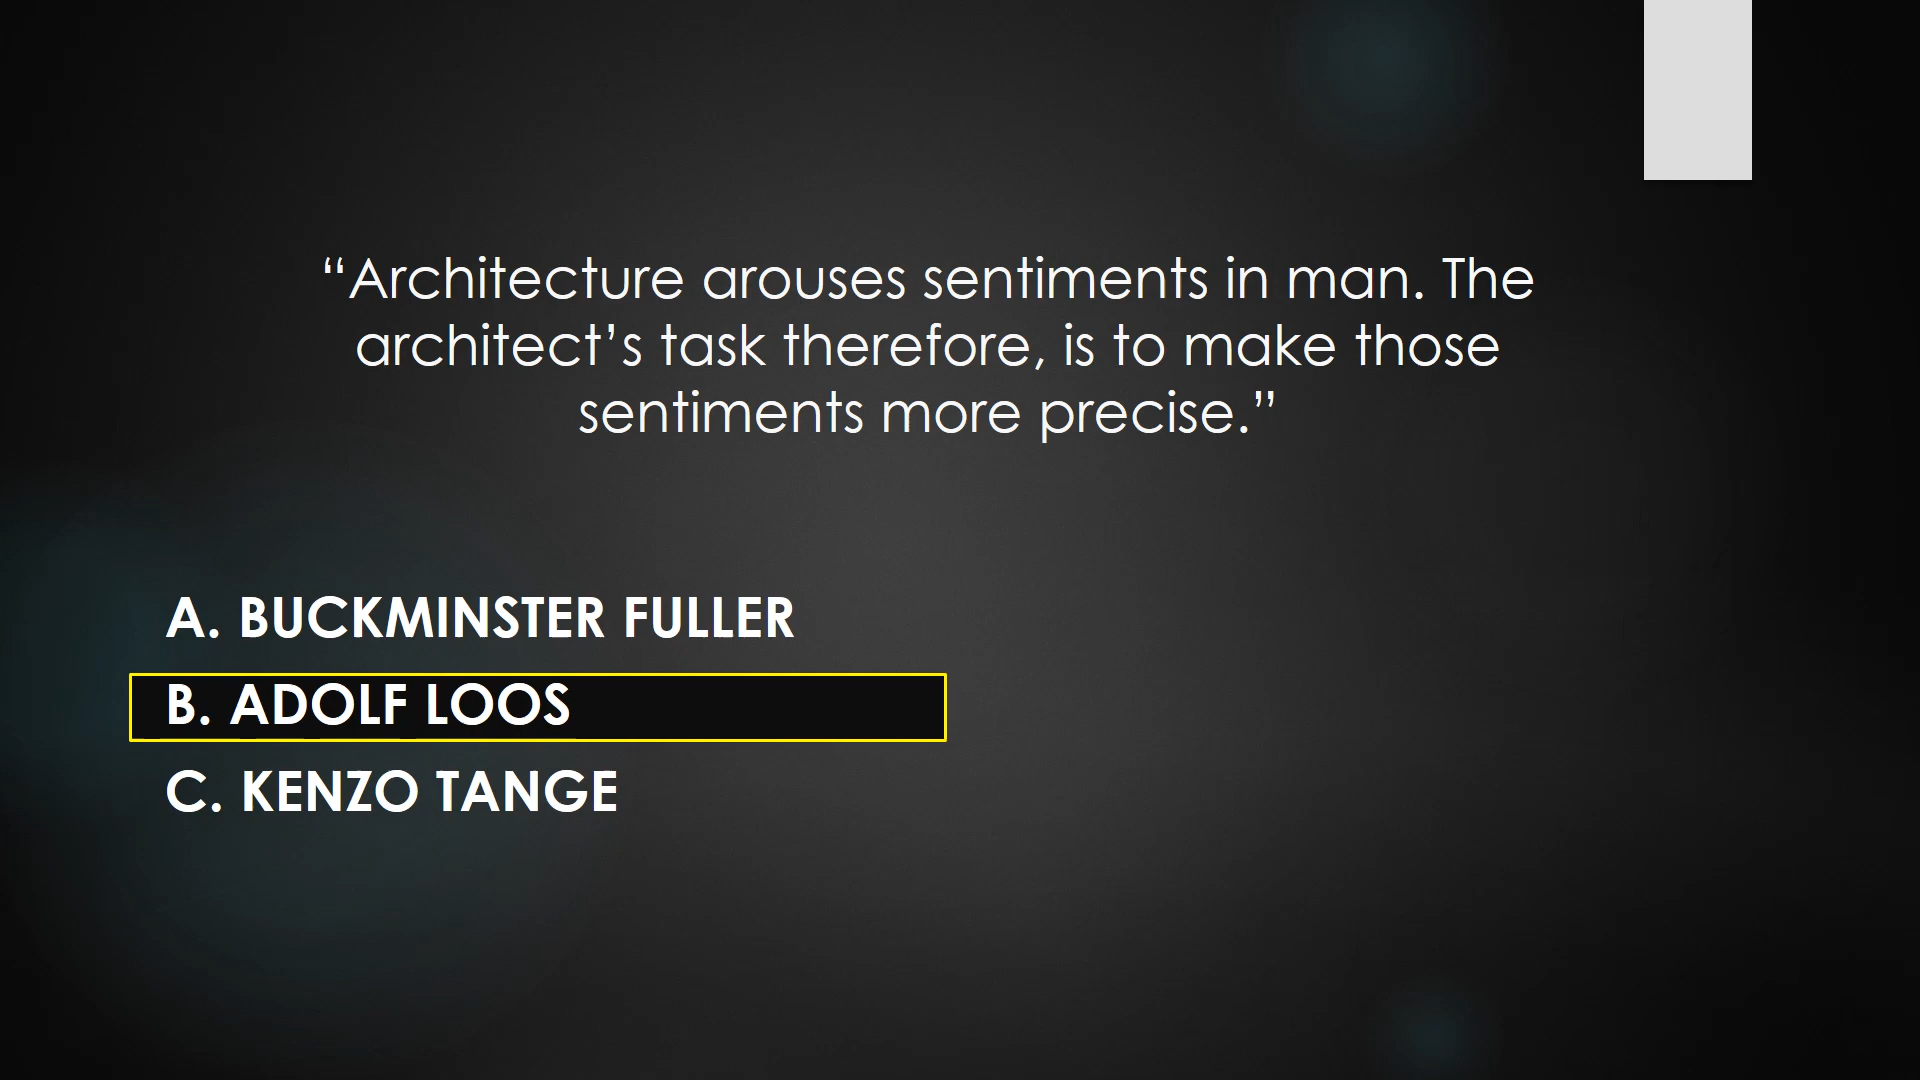 “Architecture arouses sentiments in man. The
architect’s task therefore, is to make those
sentiments more precise.”
A. BUCKMINSTER FULLER
B. ADOLF LOOS
C. KENZO TANGE